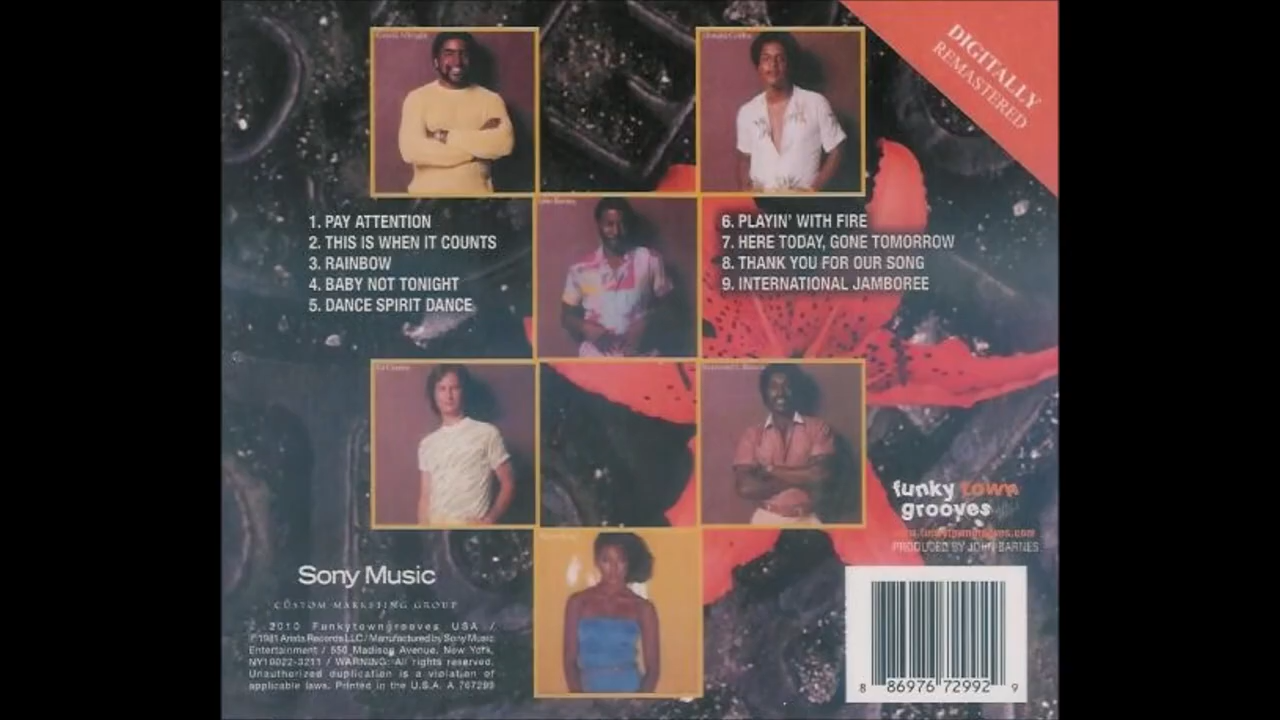 DIGITALLY
REMASTERED
1. PAY ATTENTION
2. THIS IS WHEN IT COUNTS
3. RAINBOW
4. BABY NOT TONIGHT
5. DANCE SPIRIT DANCE
6. PLAYIN' WITH FIRE
7. HERE TODAY, GONE TOMORROW
8. THANK YOU FOR OUR SONG
9. INTERNATIONAL JAMBOREE
funky town
grooves
www.funkytowngrooves.com
PRODUCED BY JOHN BARNES
Sony Music
CUSTOM MARKETING GROUP
2010 Funkytowngrooves USA /
℗1981 Arista Records LLC / Manufactured by Sony Music
Entertainment / 550 Madison Avenue, New York,
NY10022-3211 / WARNING: All rights reserved.
Unauthorized duplication is a violation of
applicable laws. Printed in the U.S.A. A 767299
8 86976 72992 9